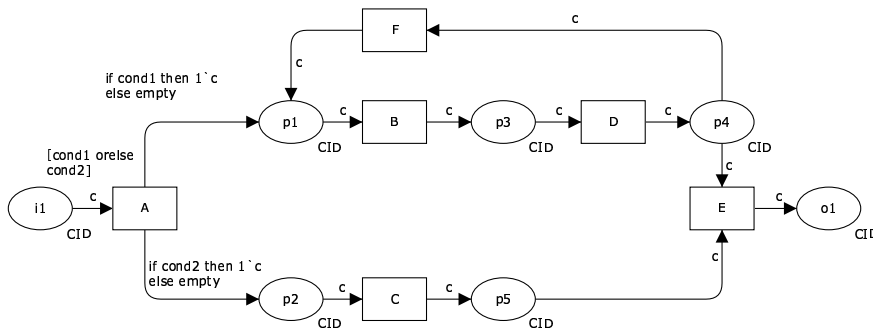 c
F
c
if cond1 then 1`c
else empty
p1
c
B
c
p3
c
D
c
p4
CID
CID
CID
[cond1 orelse
cond2]
c
i1
c
A
E
c
o1
CID
CID
if cond2 then 1`c
else empty
c
p2
c
C
c
p5
CID
CID